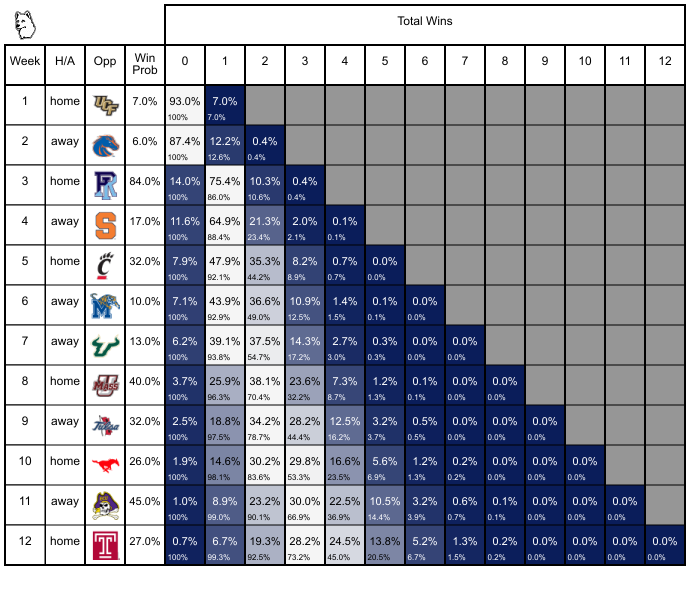 Total Wins
Week H/A Opp Win Prob 0 1 2 3 4 5 6 7 8 9 10 11 12
1 home UCF 7.0% 93.0% 7.0%
100% 7.0%
2 away 6.0% 87.4% 12.2% 0.4%
100% 12.6% 0.4%
3 home R 84.0% 14.0% 75.4% 10.3% 0.4%
100% 86.0% 10.6% 0.4%
4 away S 17.0% 11.6% 64.9% 21.3% 2.0% 0.1%
100% 88.4% 23.4% 2.1% 0.1%
5 home C 32.0% 7.9% 47.9% 35.3% 8.2% 0.7% 0.0%
100% 92.1% 44.2% 8.9% 0.7% 0.0%
6 away M 10.0% 7.1% 43.9% 36.6% 10.9% 1.4% 0.1% 0.0%
100% 92.9% 49.0% 12.5% 1.5% 0.1% 0.0%
7 away U 13.0% 6.2% 39.1% 37.5% 14.3% 2.7% 0.3% 0.0% 0.0%
100% 93.8% 54.7% 17.2% 3.0% 0.3% 0.0% 0.0%
8 home UMass 40.0% 3.7% 25.9% 38.1% 23.6% 7.3% 1.2% 0.1% 0.0% 0.0%
100% 96.3% 70.4% 32.2% 8.7% 1.3% 0.1% 0.0% 0.0%
9 away Tulsa 32.0% 2.5% 18.8% 34.2% 28.2% 12.5% 3.2% 0.5% 0.0% 0.0% 0.0%
100% 97.5% 78.7% 44.4% 16.2% 3.7% 0.5% 0.0% 0.0% 0.0%
10 home 26.0% 1.9% 14.6% 30.2% 29.8% 16.6% 5.6% 1.2% 0.2% 0.0% 0.0% 0.0%
100% 98.1% 83.6% 53.3% 23.5% 6.9% 1.3% 0.2% 0.0% 0.0% 0.0%
11 away 45.0% 1.0% 8.9% 23.2% 30.0% 22.5% 10.5% 3.2% 0.6% 0.1% 0.0% 0.0% 0.0%
100% 99.0% 90.1% 66.9% 36.9% 14.4% 3.9% 0.7% 0.1% 0.0% 0.0% 0.0%
12 home T 27.0% 0.7% 6.7% 19.3% 28.2% 24.5% 13.8% 5.2% 1.3% 0.2% 0.0% 0.0% 0.0% 0.0%
100% 99.3% 92.5% 73.2% 45.0% 20.5% 6.7% 1.5% 0.2% 0.0% 0.0% 0.0% 0.0%